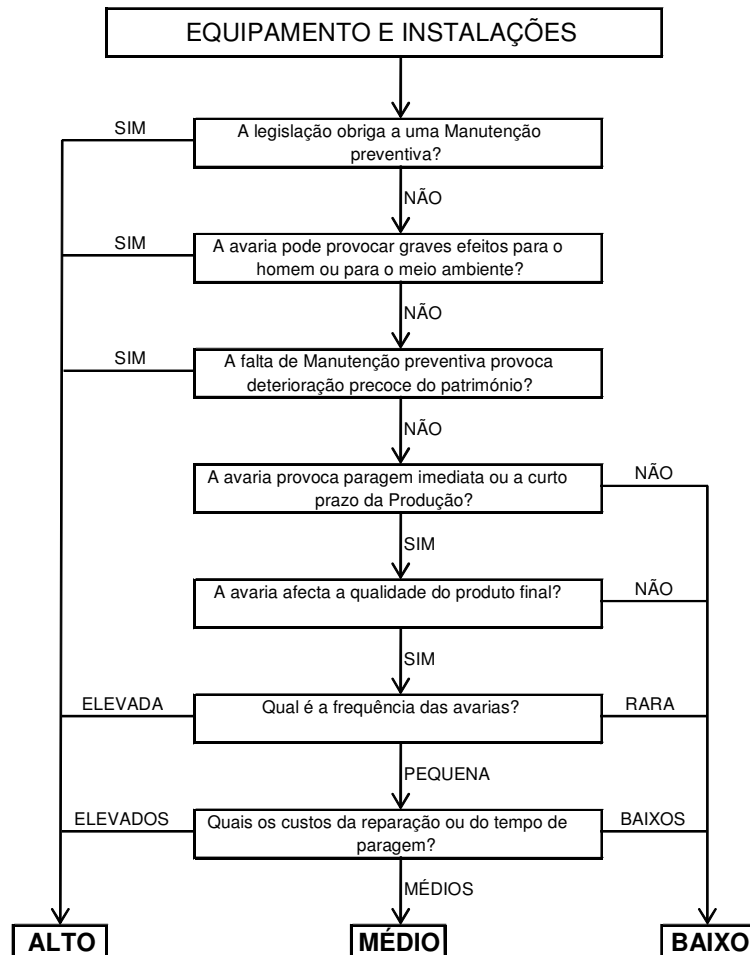 EQUIPAMENTO E INSTALAÇÕES
SIM
A legislação obriga a uma Manutenção
preventiva?
NÃO
SIM
A avaria pode provocar graves efeitos para o
homem ou para o meio ambiente?
NÃO
SIM
A falta de Manutenção preventiva provoca
deterioração precoce do património?
NÃO
A avaria provoca paragem imediata ou a curto
prazo da Produção?
NÃO
SIM
A avaria afecta a qualidade do produto final?
NÃO
SIM
ELEVADA
Qual é a frequência das avarias?
RARA
PEQUENA
ELEVADOS
Quais os custos da reparação ou do tempo de
paragem?
BAIXOS
MÉDIOS
ALTO
MÉDIO
BAIXO